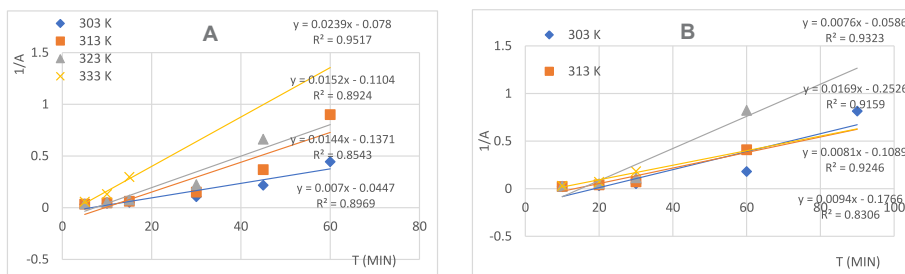 A
1/A
303 K
313 K
323 K
333 K
y = 0.0239x - 0.078
R² = 0.9517
y = 0.0152x - 0.1104
R² = 0.8924
y = 0.0144x - 0.1371
R² = 0.8543
y = 0.007x - 0.0447
R² = 0.8969
1.5
1
0.5
0
0 20 40 60 80
T (MIN)
B
1/A
303 K
313 K
y = 0.0076x - 0.0586
R² = 0.9323
y = 0.0169x - 0.2526
R² = 0.9159
y = 0.0081x - 0.1089
R² = 0.9246
y = 0.0094x - 0.1766
R² = 0.8306
1.5
1
0.5
0
0 20 40 60 80 100
T (MIN)